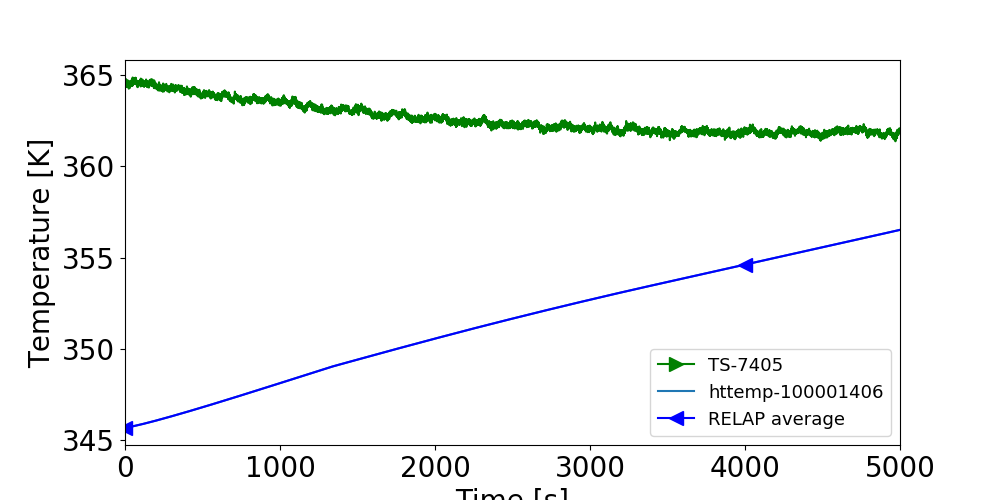 Temperature [K]
365
360
355
350
345
0 1000 2000 3000 4000 5000
Time [s]
TS-7405
httemp-100001406
RELAP average